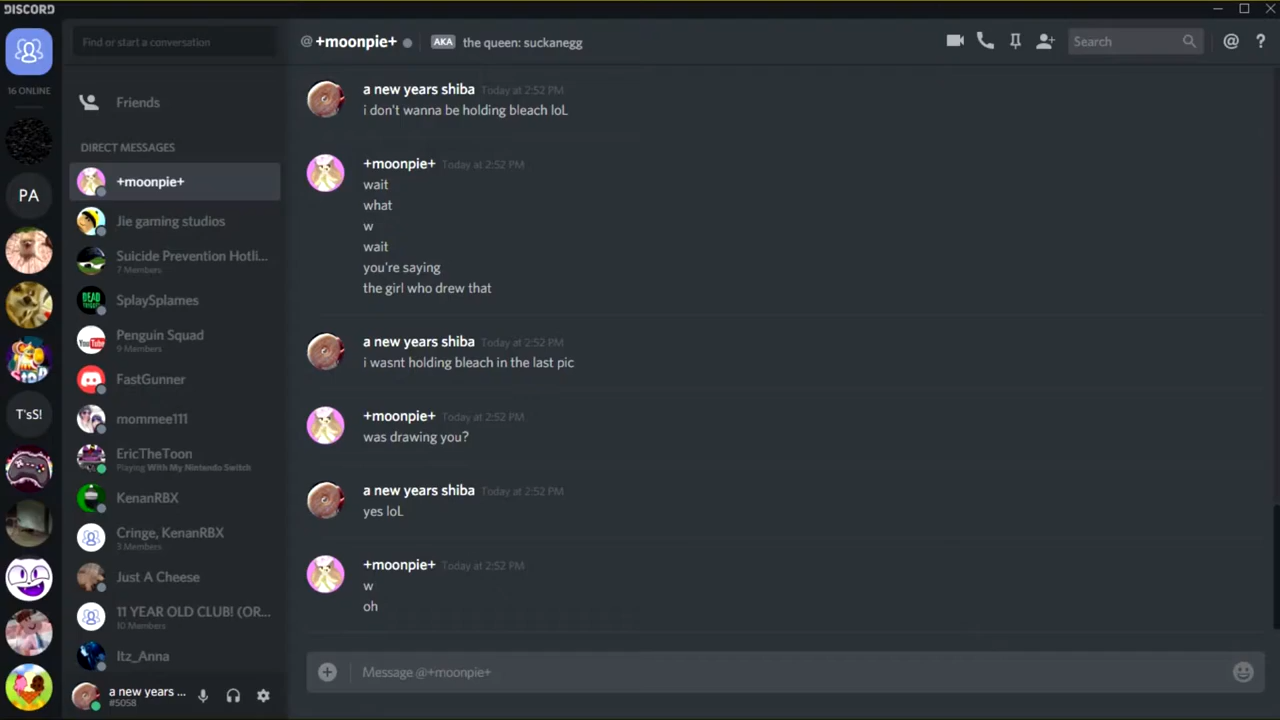 DISCORD
Find or start a conversation
@ +moonpie+ AKA the queen: suckanegg
Search
@ ?
16 ONLINE
Friends
DIRECT MESSAGES
+moonpie+
Jie gaming studios
Suicide Prevention Hotli...
7 Members
SplaySplames
Penguin Squad
9 Members
FastGunner
mommee111
EricTheToon
Playing With My Nintendo Switch
KenanRBX
Cringe, KenanRBX
3 Members
Just A Cheese
11 YEAR OLD CLUB! (OR...
10 Members
Itz_Anna
a new years ...
#5058
PA
T'sS!
DEAD
You Tube
a new years shiba Today at 2:52 PM
i don't wanna be holding bleach loL
+moonpie+ Today at 2:52 PM
wait
what
w
wait
you're saying
the girl who drew that
a new years shiba Today at 2:52 PM
i wasnt holding bleach in the last pic
+moonpie+ Today at 2:52 PM
was drawing you?
a new years shiba Today at 2:52 PM
yes loL
+moonpie+ Today at 2:52 PM
w
oh
Message @+moonpie+